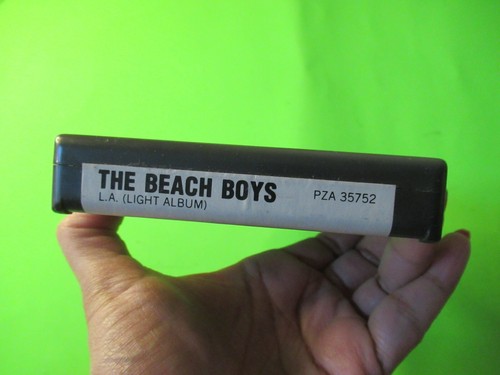 THE BEACH BOYS
L.A. (LIGHT ALBUM)
PZA 35752